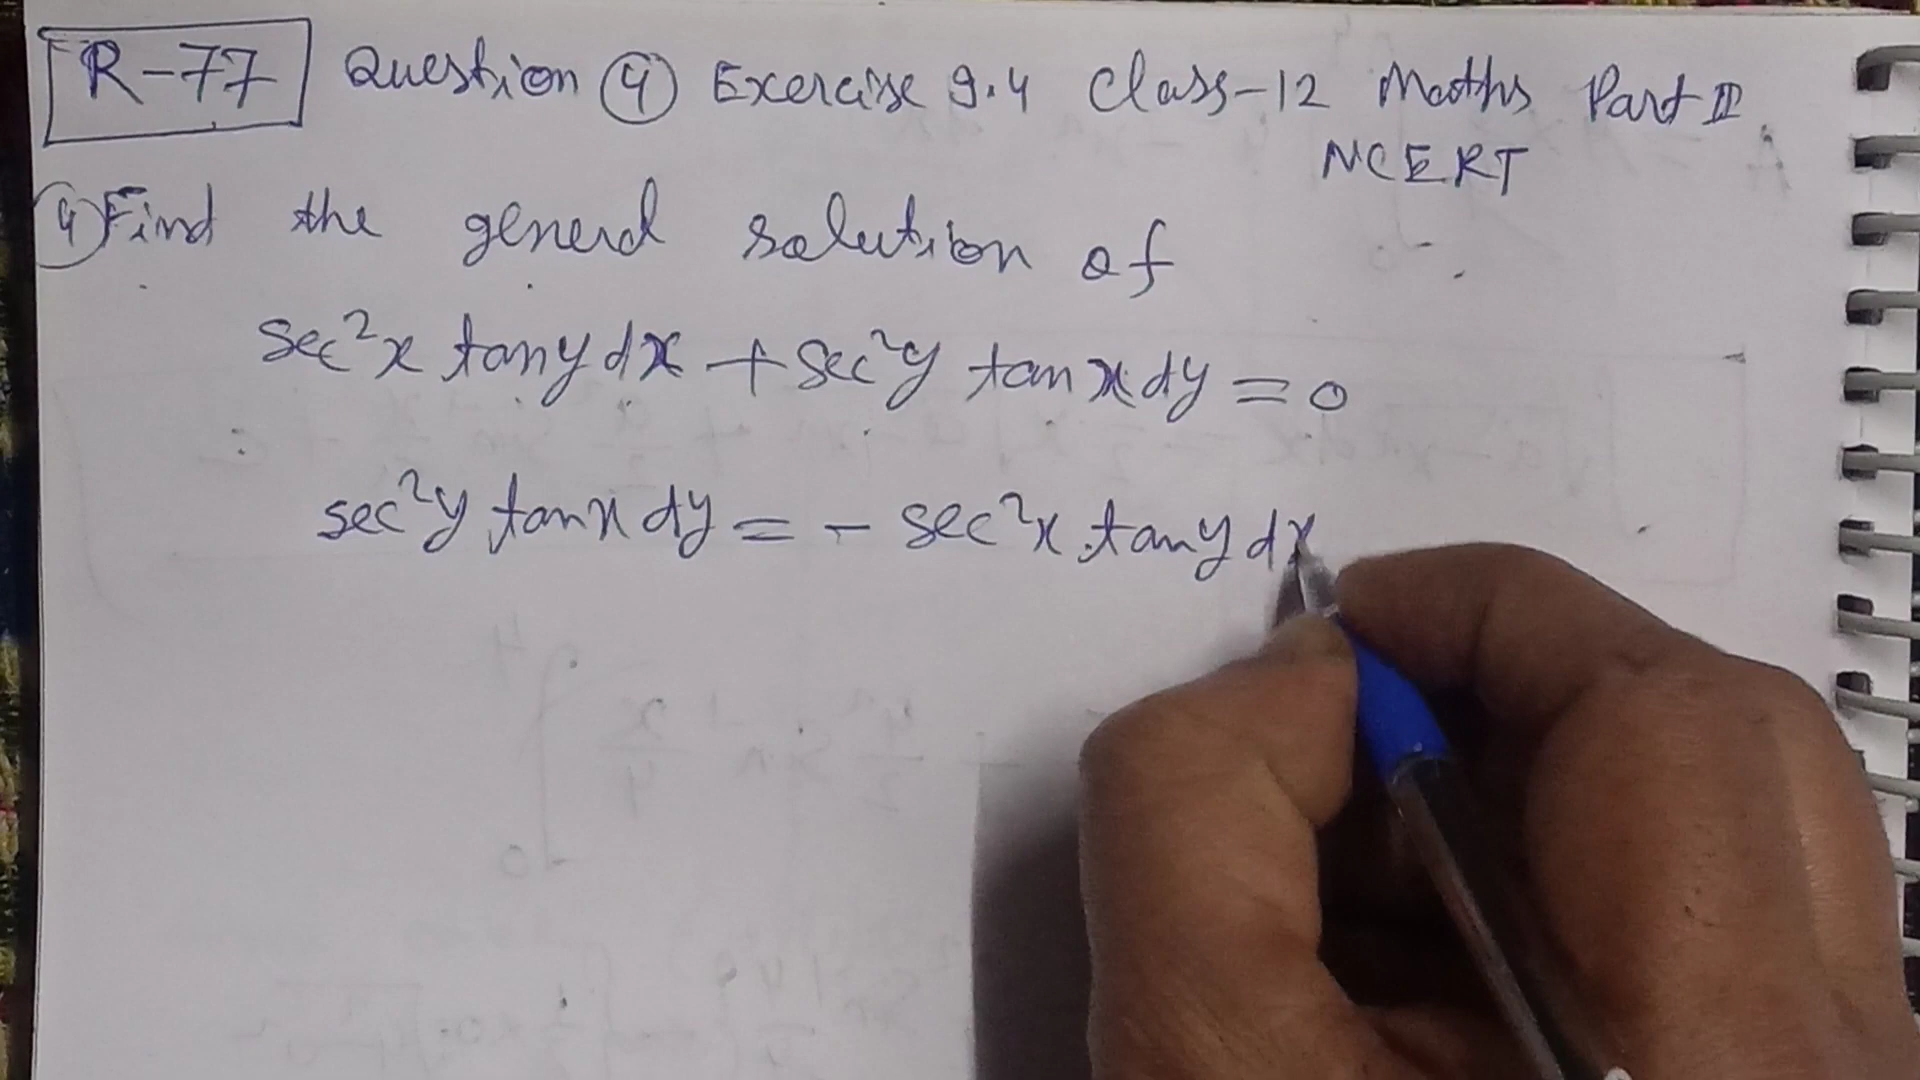 R-77 Question ④ Exercise 9.4 Class-12 Maths Part II
NCERT
④ Find the general solution of
sec²x tany dx + sec²y tanx dy = 0
sec²y tanx dy = - sec²x tany dx